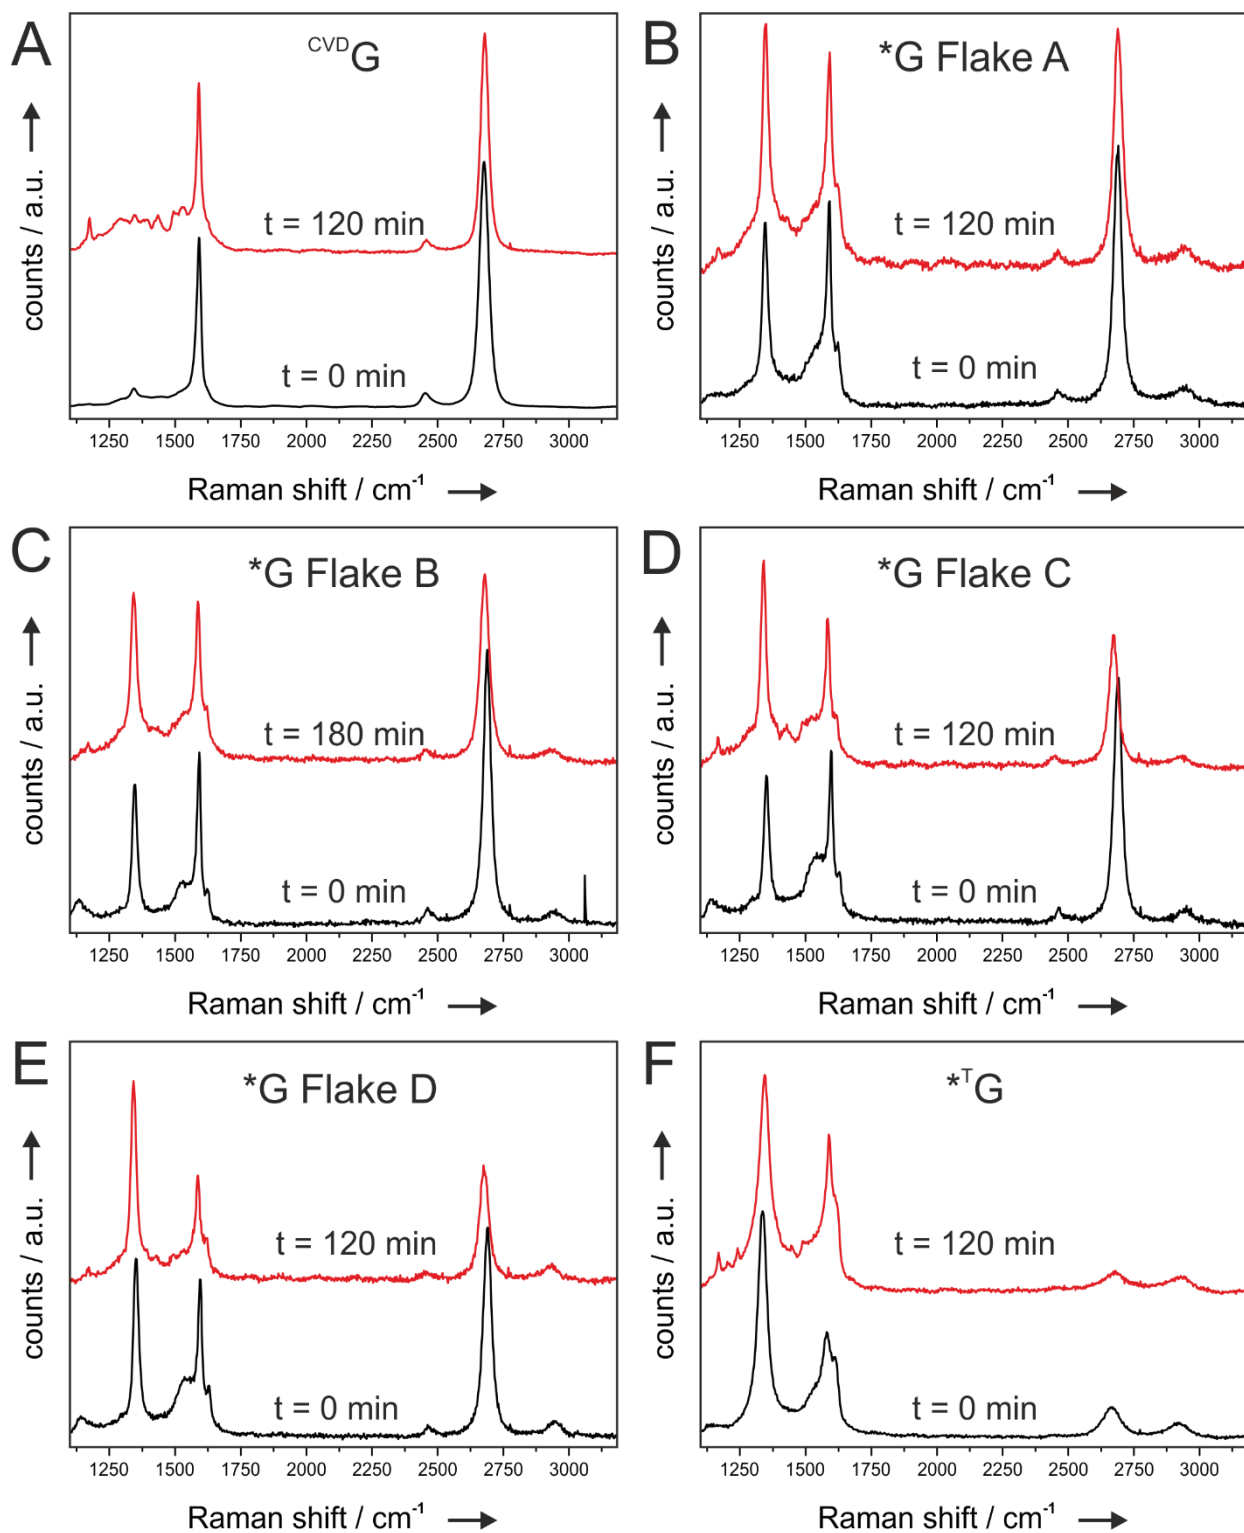 A
CVDG
t = 120 min
t = 0 min
counts / a.u.
1250 1500 1750 2000 2250 2500 2750 3000
Raman shift / cm-1
B
*G Flake A
t = 120 min
t = 0 min
counts / a.u.
1250 1500 1750 2000 2250 2500 2750 3000
Raman shift / cm-1
C
*G Flake B
t = 180 min
t = 0 min
counts / a.u.
1250 1500 1750 2000 2250 2500 2750 3000
Raman shift / cm-1
D
*G Flake C
t = 120 min
t = 0 min
counts / a.u.
1250 1500 1750 2000 2250 2500 2750 3000
Raman shift / cm-1
E
*G Flake D
t = 120 min
t = 0 min
counts / a.u.
1250 1500 1750 2000 2250 2500 2750 3000
Raman shift / cm-1
F
*TG
t = 120 min
t = 0 min
counts / a.u.
1250 1500 1750 2000 2250 2500 2750 3000
Raman shift / cm-1